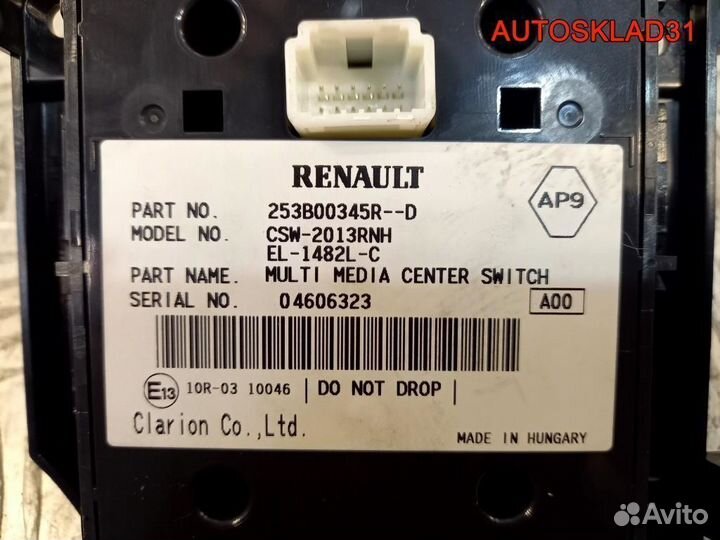 AUTOSKLAD31
RENAULT
AP9
PART NO. 253B00345R--D
MODEL NO. CSW-2013RNH
EL-1482L-C
PART NAME. MULTI MEDIA CENTER SWITCH
SERIAL NO. 04606323
A00
E13 10R-03 10046 | DO NOT DROP |
Clarion Co.,Ltd.
MADE IN HUNGARY
Avito